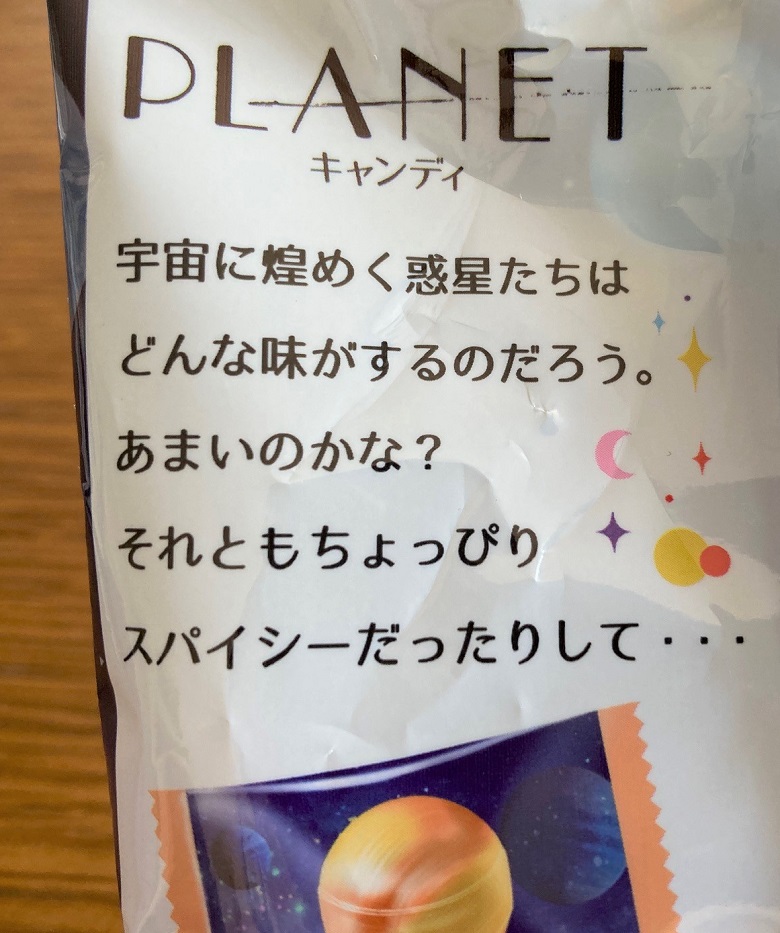 PLANET
キャンディ
宇宙に煌めく惑星たちは
どんな味がするのだろう。
あまいのかな？
それともちょっぴり
スパイシーだったりして・・・